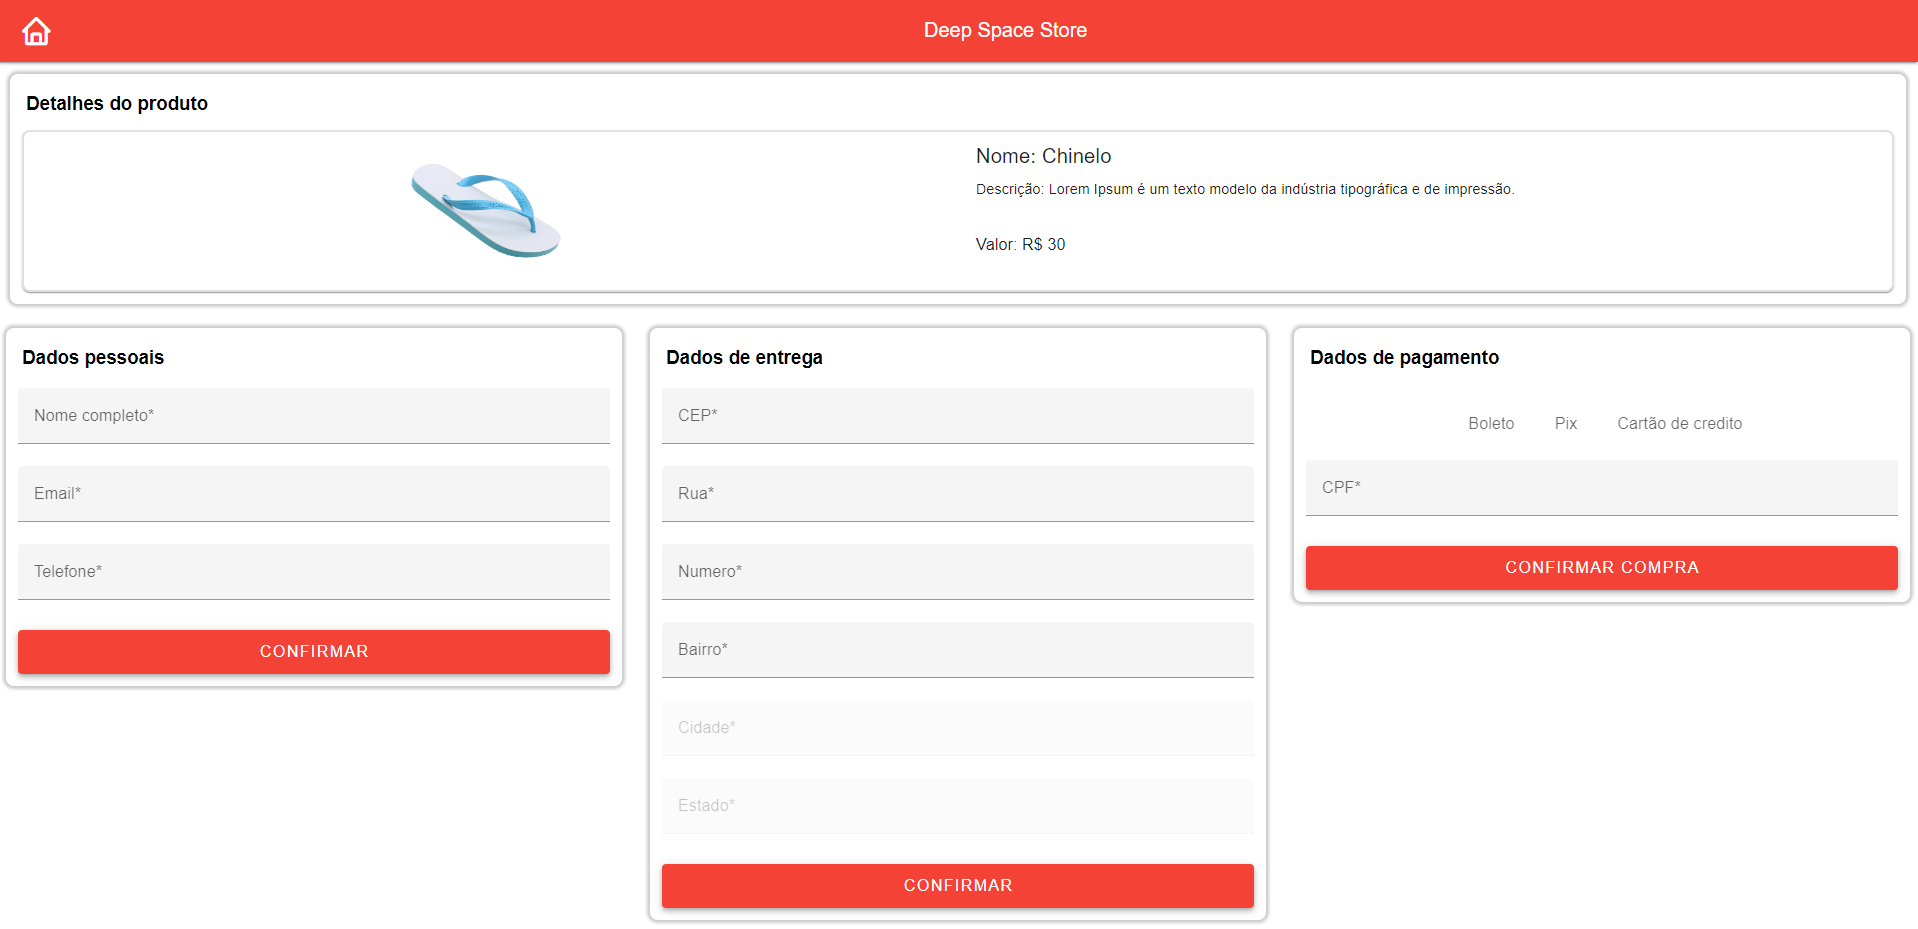 Deep Space Store
Detalhes do produto
Nome: Chinelo
Descrição: Lorem Ipsum é um texto modelo da indústria tipográfica e de impressão.
Valor: R$ 30
Dados pessoais
Nome completo*
Email*
Telefone*
CONFIRMAR
Dados de entrega
CEP*
Rua*
Numero*
Bairro*
Cidade*
Estado*
CONFIRMAR
Dados de pagamento
Boleto Pix Cartão de credito
CPF*
CONFIRMAR COMPRA